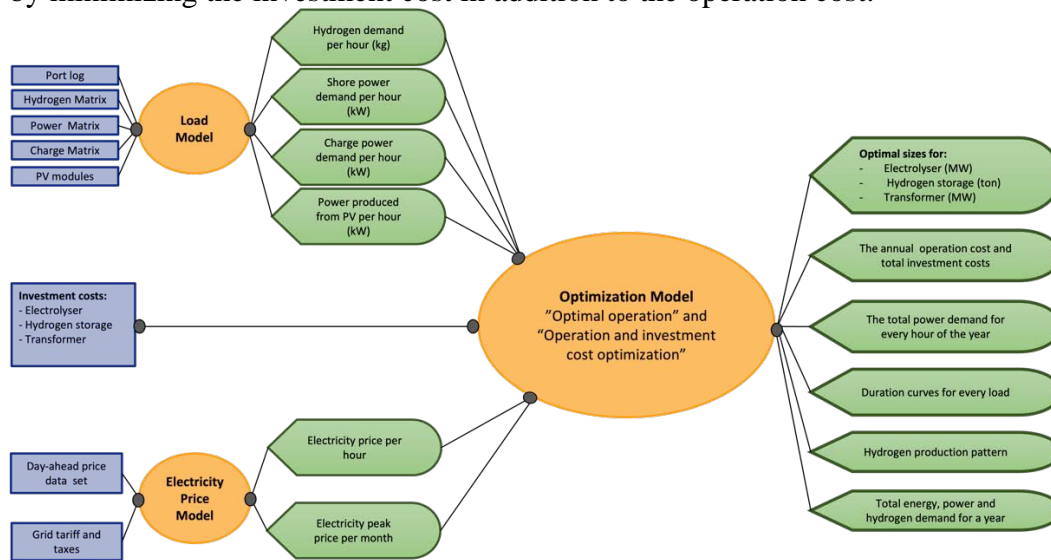 by minimizing the investment cost in addition to the operation cost.
Port log
Hydrogen Matrix
Power Matrix
Charge Matrix
PV modules
Load
Model
Hydrogen demand
per hour (kg)
Shore power
demand per hour
(kW)
Charge power
demand per hour
(kW)
Power produced
from PV per hour
(kW)
Investment costs:
- Electrolyser
- Hydrogen storage
- Transformer
Day-ahead price
data set
Grid tariff and
taxes
Electricity
Price
Model
Electricity price per
hour
Electricity peak
price per month
Optimization Model
”Optimal operation” and
“Operation and investment
cost optimization”
Optimal sizes for:
- Electrolyser (MW)
- Hydrogen storage (ton)
- Transformer (MW)
The annual operation cost and
total investment costs
The total power demand for
every hour of the year
Duration curves for every load
Hydrogen production pattern
Total energy, power and
hydrogen demand for a year